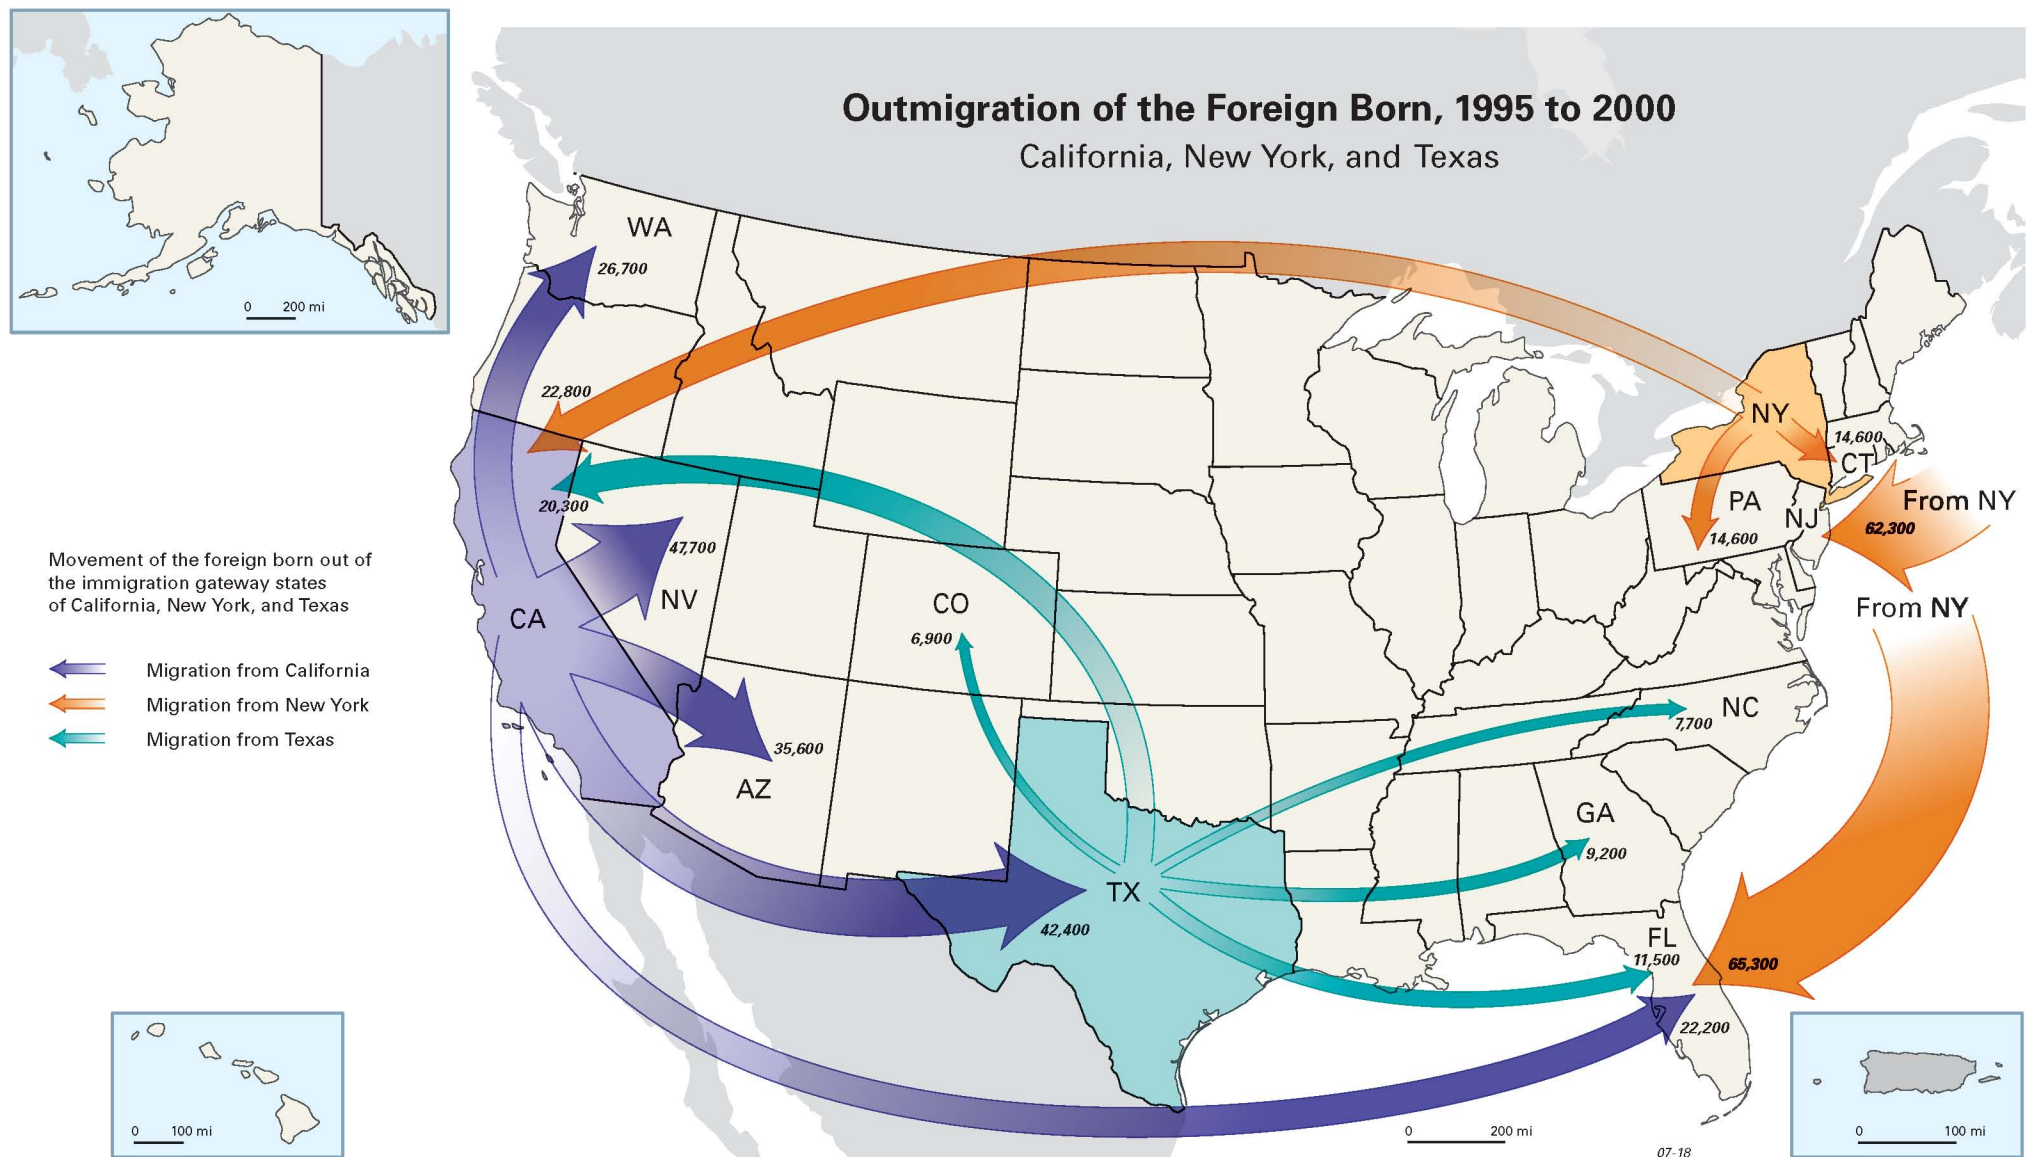 0 200 mi
Outmigration of the Foreign Born, 1995 to 2000
California, New York, and Texas
WA
26,700
22,800
20,300
47,700
NV
CA
CO
6,900
35,600
AZ
TX
42,400
NY
14,600
CT
PA
14,600
NJ
From NY
62,300
From NY
NC
7,700
GA
9,200
FL
11,500
65,300
22,200
Movement of the foreign born out of
the immigration gateway states
of California, New York, and Texas
Migration from California
Migration from New York
Migration from Texas
0 100 mi
0 200 mi
07-18
0 100 mi